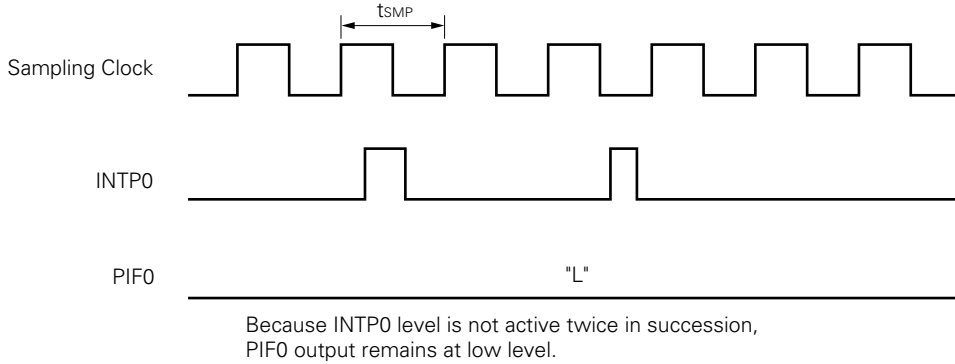 tSMP
Sampling Clock
INTP0
PIF0
"L"
Because INTP0 level is not active twice in succession,
PIF0 output remains at low level.